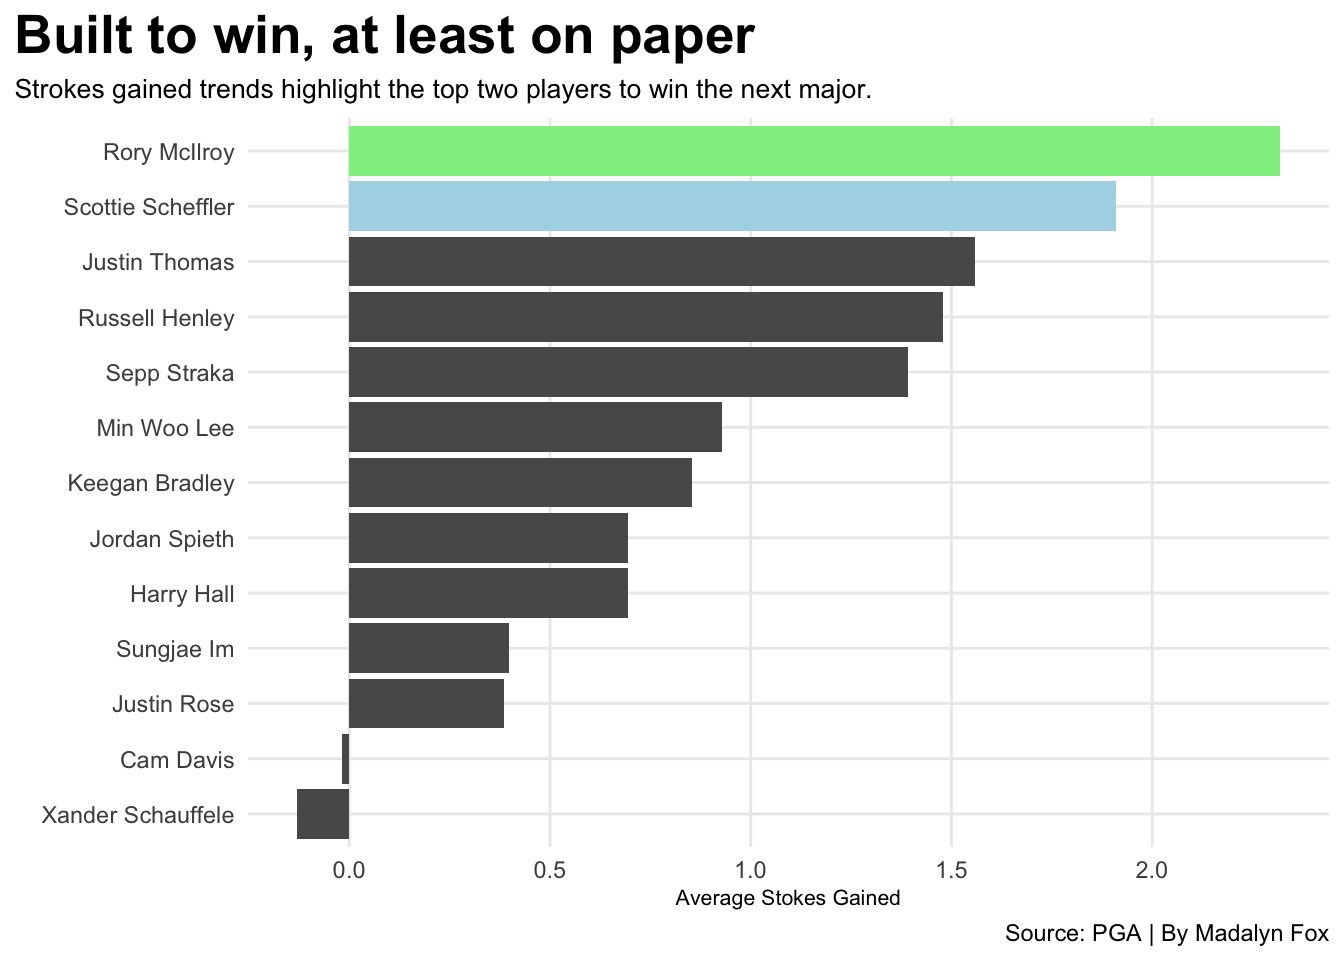 Built to win, at least on paper
Strokes gained trends highlight the top two players to win the next major.
Rory McIlroy
Scottie Scheffler
Justin Thomas
Russell Henley
Sepp Straka
Min Woo Lee
Keegan Bradley
Jordan Spieth
Harry Hall
Sungjae Im
Justin Rose
Cam Davis
Xander Schauffele
0.0 0.5 1.0 1.5 2.0
Average Stokes Gained
Source: PGA | By Madalyn Fox